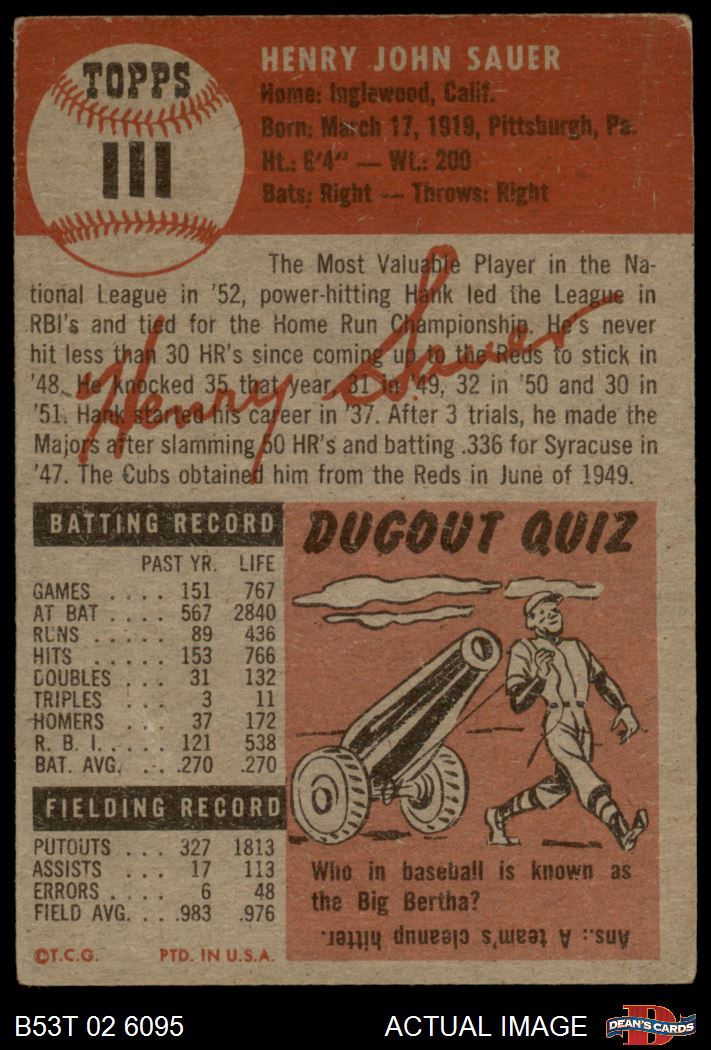 TOPPS
111
HENRY JOHN SAUER
Home: Inglewood, Calif.
Born: March 17, 1919, Pittsburgh, Pa.
Ht.: 6'4" — Wt.: 200
Bats: Right — Throws: Right
The Most Valuable Player in the Na-
tional League in '52, power-hitting Hank led the League in
RBI's and tied for the Home Run Championship. He's never
hit less than 30 HR's since coming up to the Reds to stick in
'48. He knocked 35 that year, 31 in '49, 32 in '50 and 30 in
'51. Hank started his career in '37. After 3 trials, he made the
Majors after slamming 50 HR's and batting .336 for Syracuse in
'47. The Cubs obtained him from the Reds in June of 1949.
Henry Sauer
BATTING RECORD
PAST YR. LIFE
GAMES .... 151 767
AT BAT .... 567 2840
RUNS ..... 89 436
HITS ..... 153 766
DOUBLES ... 31 132
TRIPLES ... 3 11
HOMERS ... 37 172
R. B. I. .... 121 538
BAT. AVG. ... .270 .270
FIELDING RECORD
PUTOUTS ... 327 1813
ASSISTS ... 17 113
ERRORS .... 6 48
FIELD AVG. ... .983 .976
©T.C.G. PTD. IN U.S.A.
DUGOUT QUIZ
Who in baseball is known as
the Big Bertha?
Ans.: A team's cleanup hitter.
B53T 02 6095 ACTUAL IMAGE
D
DEAN'S CARDS